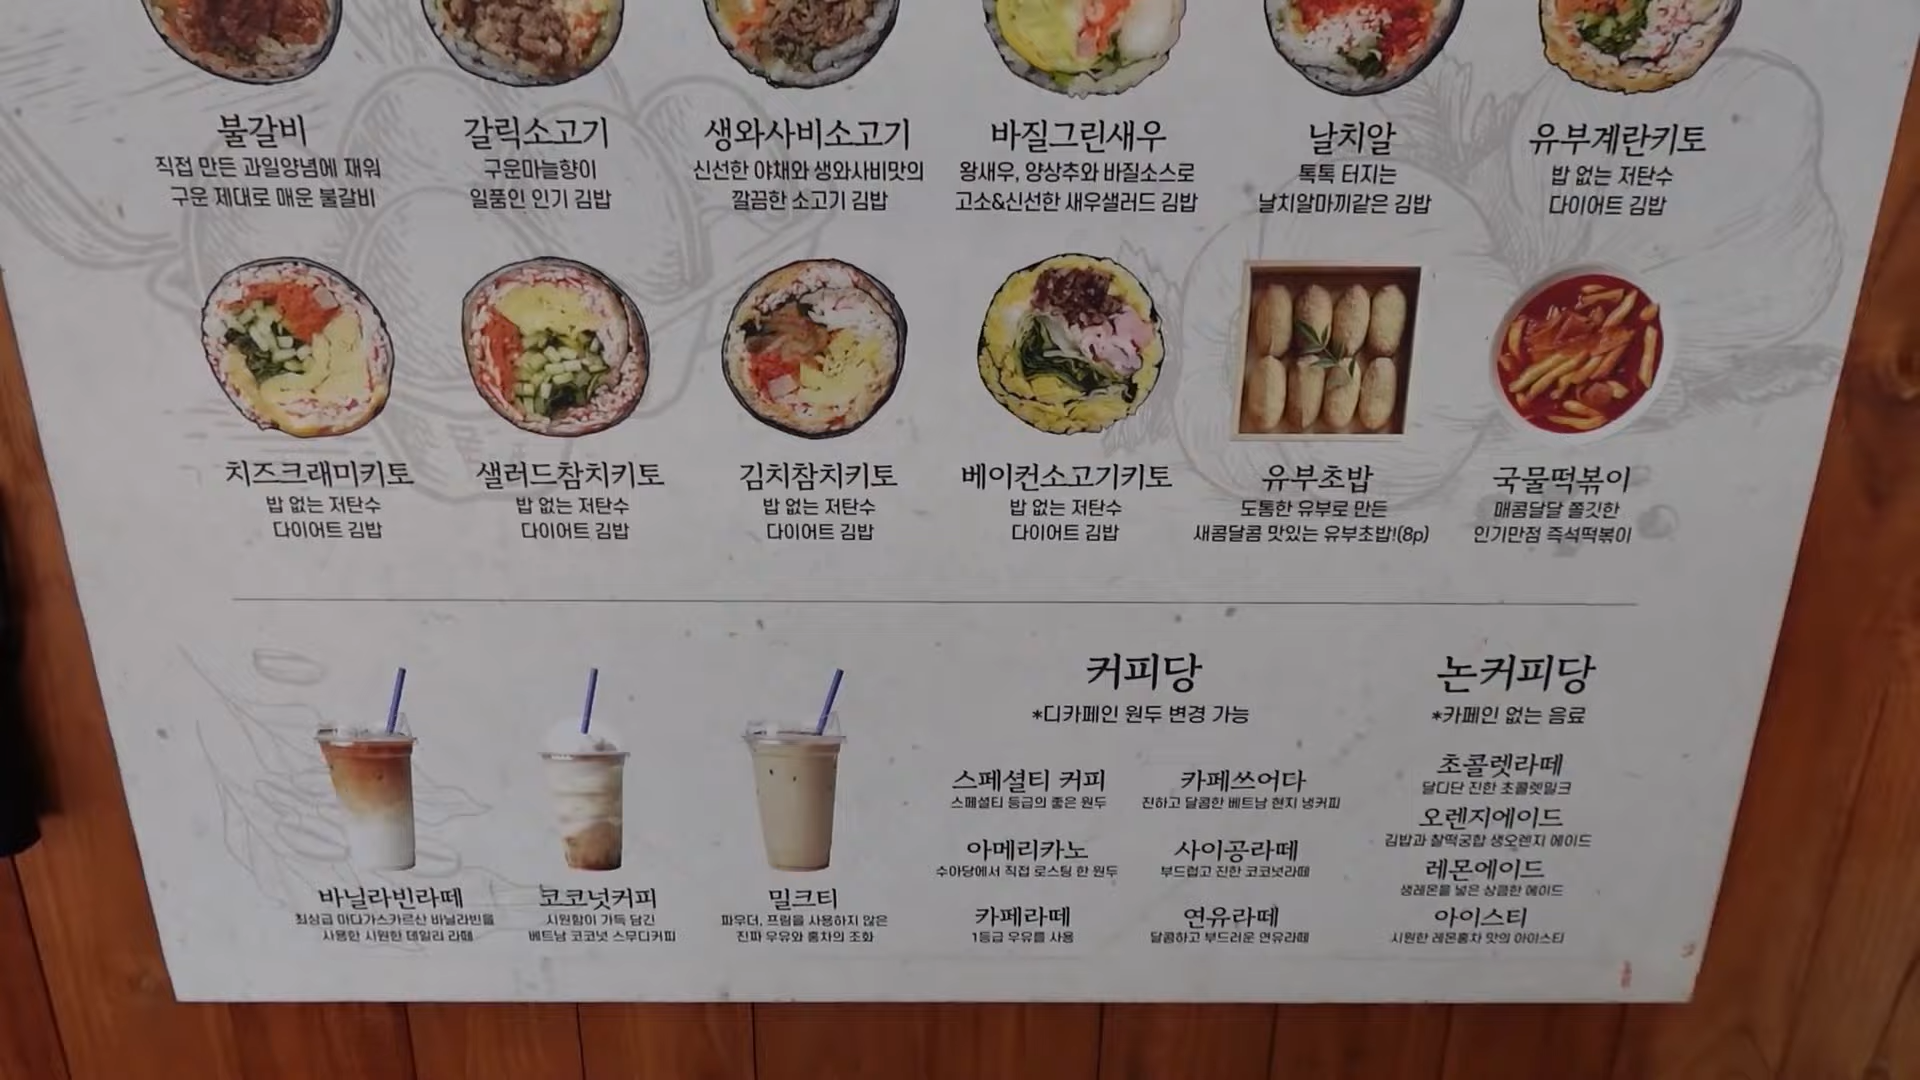 불갈비
직접 만든 과일양념에 재워
구운 제대로 매운 불갈비
갈릭소고기
구운마늘향이
일품인 인기 김밥
생와사비소고기
신선한 야채와 생와사비맛의
깔끔한 소고기 김밥
바질그린새우
왕새우, 양상추와 바질소스로
고소&신선한 새우샐러드 김밥
날치알
톡톡 터지는
날치알마끼같은 김밥
유부계란키토
밥 없는 저탄수
다이어트 김밥
치즈크래미키토
밥 없는 저탄수
다이어트 김밥
샐러드참치키토
밥 없는 저탄수
다이어트 김밥
김치참치키토
밥 없는 저탄수
다이어트 김밥
베이컨소고기키토
밥 없는 저탄수
다이어트 김밥
유부초밥
도톰한 유부로 만든
새콤달콤 맛있는 유부초밥!(8p)
국물떡볶이
매콤달달 쫄깃한
인기만점 즉석떡볶이
바닐라빈라떼
최상급 마다가스카르산 바닐라빈을
사용한 시원한 데일리 라떼
코코넛커피
시원함이 가득 담긴
베트남 코코넛 스무디커피
밀크티
파우더, 프림을 사용하지 않은
진짜 우유와 홍차의 조화
커피당
*디카페인 원두 변경 가능
스페셜티 커피
스페셜티 등급의 좋은 원두
카페쓰어다
진하고 달콤한 베트남 현지 냉커피
아메리카노
수아당에서 직접 로스팅 한 원두
사이공라떼
부드럽고 진한 코코넛라떼
카페라떼
1등급 우유를 사용
연유라떼
달콤하고 부드러운 연유라떼
논커피당
*카페인 없는 음료
초콜렛라떼
달디단 진한 초콜렛밀크
오렌지에이드
김밥과 찰떡궁합 생오렌지 에이드
레몬에이드
생레몬을 넣은 상큼한 에이드
아이스티
시원한 레몬홍차 맛의 아이스티